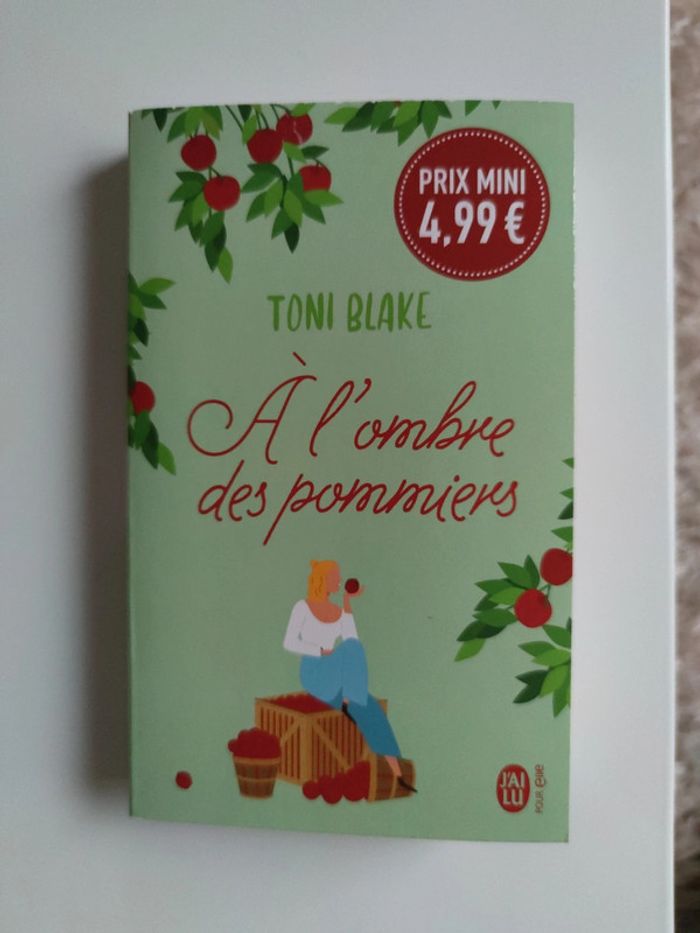 PRIX MINI
4,99 €
TONI BLAKE
À l'ombre
des pommiers
J'AI
LU
POUR elle